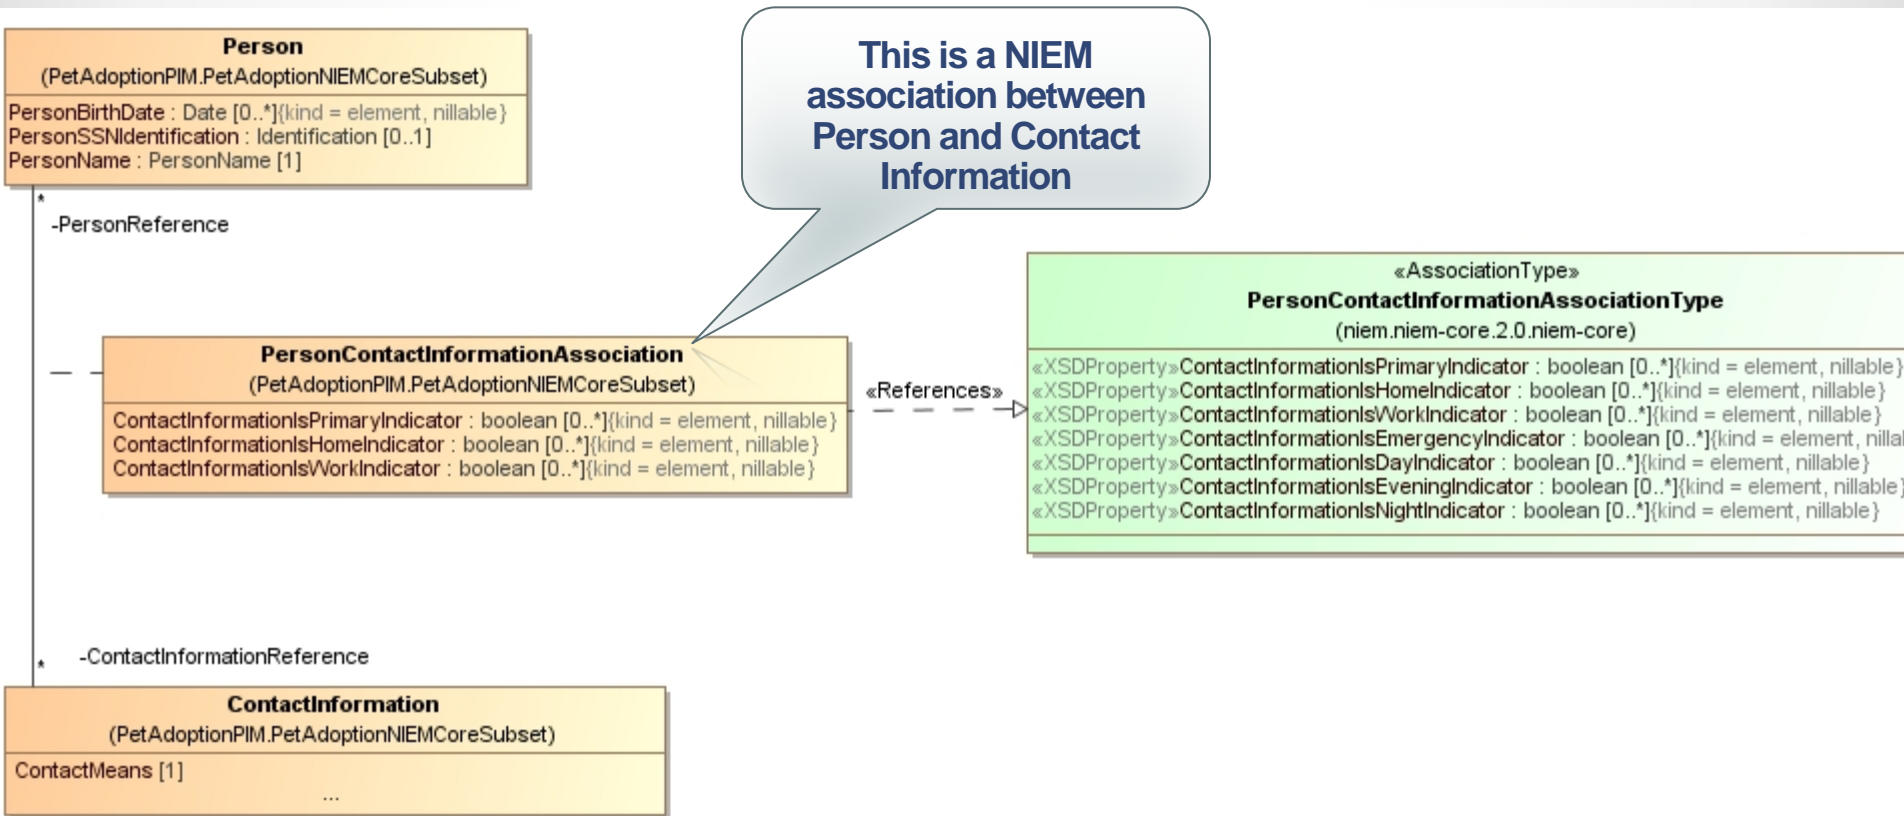 Person
(PetAdoptionPIM.PetAdoptionNIEMCoreSubset)
PersonBirthDate : Date [0..*]{kind = element, nillable}
PersonSSNIdentification : Identification [0..1]
PersonName : PersonName [1]
*
-PersonReference
This is a NIEM
association between
Person and Contact
Information
PersonContactInformationAssociation
(PetAdoptionPIM.PetAdoptionNIEMCoreSubset)
ContactInformationIsPrimaryIndicator : boolean [0..*]{kind = element, nillable}
ContactInformationIsHomeIndicator : boolean [0..*]{kind = element, nillable}
ContactInformationIsWorkIndicator : boolean [0..*]{kind = element, nillable}
«References»
«AssociationType»
PersonContactInformationAssociationType
(niem.niem-core.2.0.niem-core)
«XSDProperty»ContactInformationIsPrimaryIndicator : boolean [0..*]{kind = element, nillable}
«XSDProperty»ContactInformationIsHomeIndicator : boolean [0..*]{kind = element, nillable}
«XSDProperty»ContactInformationIsWorkIndicator : boolean [0..*]{kind = element, nillable}
«XSDProperty»ContactInformationIsEmergencyIndicator : boolean [0..*]{kind = element, nilla
«XSDProperty»ContactInformationIsDayIndicator : boolean [0..*]{kind = element, nillable}
«XSDProperty»ContactInformationIsEveningIndicator : boolean [0..*]{kind = element, nillable}
«XSDProperty»ContactInformationIsNightIndicator : boolean [0..*]{kind = element, nillable}
* -ContactInformationReference
ContactInformation
(PetAdoptionPIM.PetAdoptionNIEMCoreSubset)
ContactMeans [1]
...